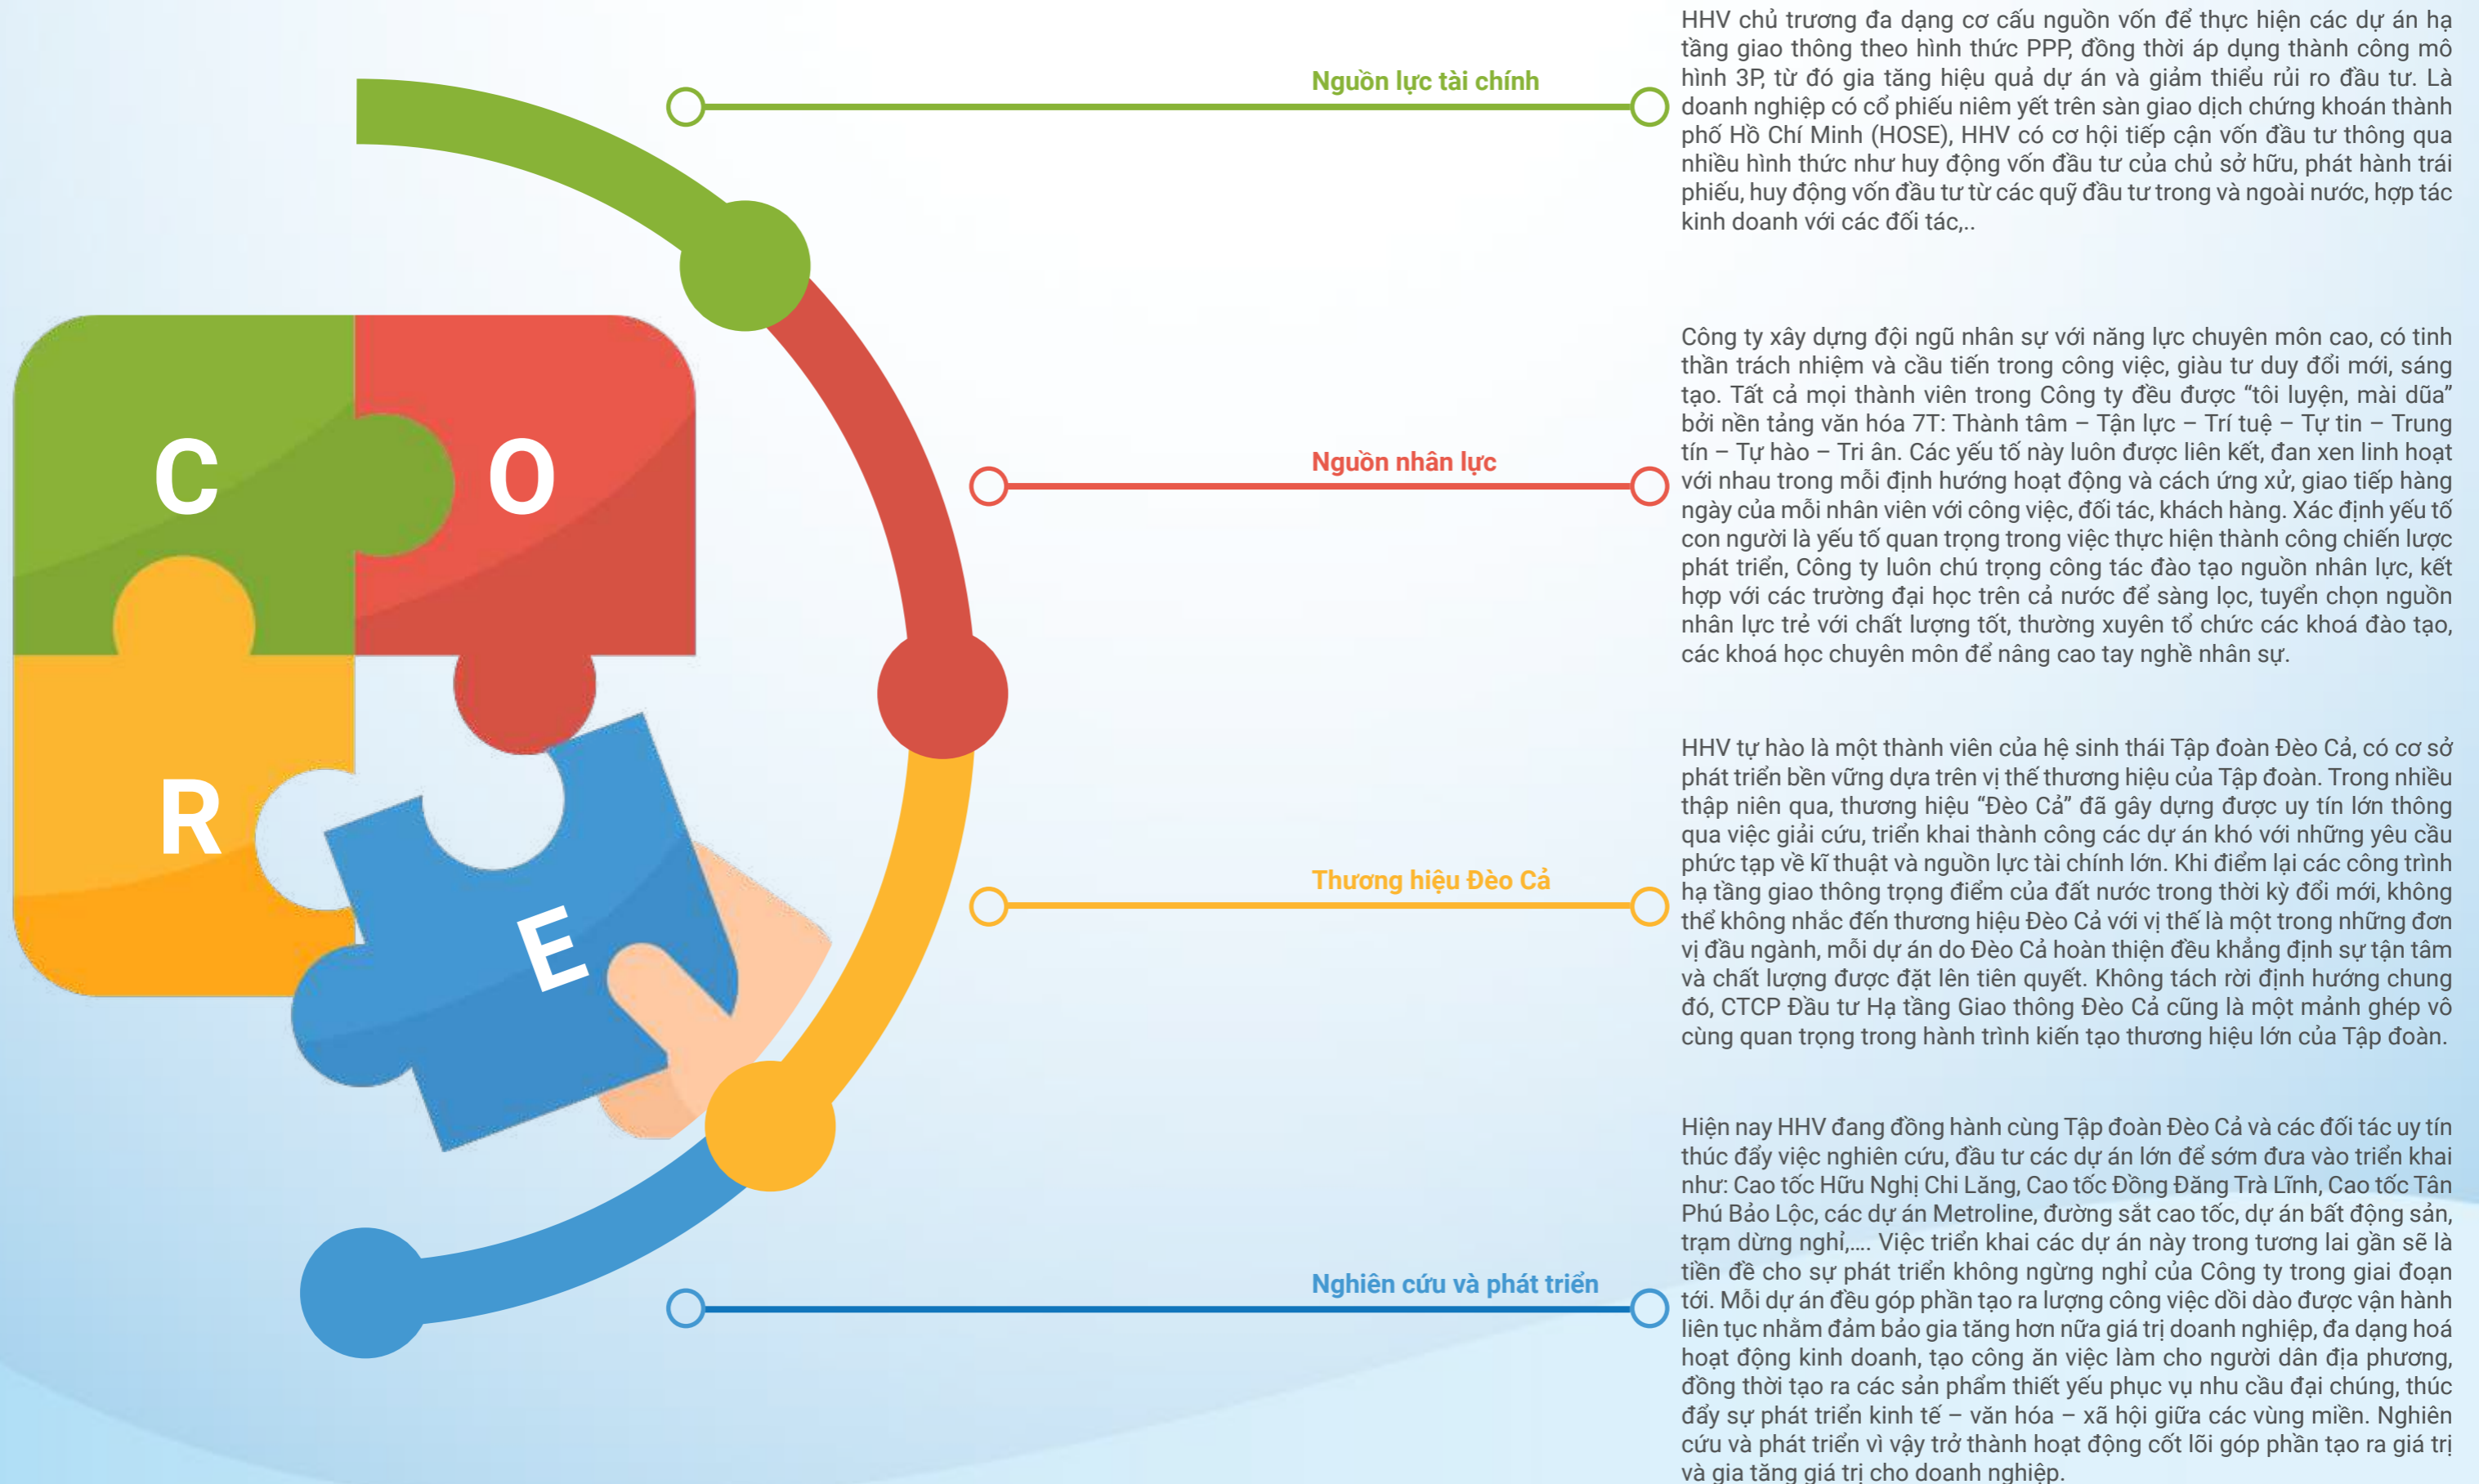 C
O
R
E
Nguồn lực tài chính
HHV chủ trương đa dạng cơ cấu nguồn vốn để thực hiện các dự án hạ
tầng giao thông theo hình thức PPP, đồng thời áp dụng thành công mô
hình 3P, từ đó gia tăng hiệu quả dự án và giảm thiểu rủi ro đầu tư. Là
doanh nghiệp có cổ phiếu niêm yết trên sàn giao dịch chứng khoán thành
phố Hồ Chí Minh (HOSE), HHV có cơ hội tiếp cận vốn đầu tư thông qua
nhiều hình thức như huy động vốn đầu tư của chủ sở hữu, phát hành trái
phiếu, huy động vốn đầu tư từ các quỹ đầu tư trong và ngoài nước, hợp tác
kinh doanh với các đối tác,..
Nguồn nhân lực
Công ty xây dựng đội ngũ nhân sự với năng lực chuyên môn cao, có tinh
thần trách nhiệm và cầu tiến trong công việc, giàu tư duy đổi mới, sáng
tạo. Tất cả mọi thành viên trong Công ty đều được “tôi luyện, mài dũa”
bởi nền tảng văn hóa 7T: Thành tâm – Tận lực – Trí tuệ – Tự tin – Trung
tín – Tự hào – Tri ân. Các yếu tố này luôn được liên kết, đan xen linh hoạt
với nhau trong mỗi định hướng hoạt động và cách ứng xử, giao tiếp hàng
ngày của mỗi nhân viên với công việc, đối tác, khách hàng. Xác định yếu tố
con người là yếu tố quan trọng trong việc thực hiện thành công chiến lược
phát triển, Công ty luôn chú trọng công tác đào tạo nguồn nhân lực, kết
hợp với các trường đại học trên cả nước để sàng lọc, tuyển chọn nguồn
nhân lực trẻ với chất lượng tốt, thường xuyên tổ chức các khoá đào tạo,
các khoá học chuyên môn để nâng cao tay nghề nhân sự.
Thương hiệu Đèo Cả
HHV tự hào là một thành viên của hệ sinh thái Tập đoàn Đèo Cả, có cơ sở
phát triển bền vững dựa trên vị thế thương hiệu của Tập đoàn. Trong nhiều
thập niên qua, thương hiệu “Đèo Cả” đã gây dựng được uy tín lớn thông
qua việc giải cứu, triển khai thành công các dự án khó với những yêu cầu
phức tạp về kĩ thuật và nguồn lực tài chính lớn. Khi điểm lại các công trình
hạ tầng giao thông trọng điểm của đất nước trong thời kỳ đổi mới, không
thể không nhắc đến thương hiệu Đèo Cả với vị thế là một trong những đơn
vị đầu ngành, mỗi dự án do Đèo Cả hoàn thiện đều khẳng định sự tận tâm
và chất lượng được đặt lên tiên quyết. Không tách rời định hướng chung
đó, CTCP Đầu tư Hạ tầng Giao thông Đèo Cả cũng là một mảnh ghép vô
cùng quan trọng trong hành trình kiến tạo thương hiệu lớn của Tập đoàn.
Nghiên cứu và phát triển
Hiện nay HHV đang đồng hành cùng Tập đoàn Đèo Cả và các đối tác uy tín
thúc đẩy việc nghiên cứu, đầu tư các dự án lớn để sớm đưa vào triển khai
như: Cao tốc Hữu Nghị Chi Lăng, Cao tốc Đồng Đăng Trà Lĩnh, Cao tốc Tân
Phú Bảo Lộc, các dự án Metroline, đường sắt cao tốc, dự án bất động sản,
trạm dừng nghỉ,.... Việc triển khai các dự án này trong tương lai gần sẽ là
tiền đề cho sự phát triển không ngừng nghỉ của Công ty trong giai đoạn
tới. Mỗi dự án đều góp phần tạo ra lượng công việc dồi dào được vận hành
liên tục nhằm đảm bảo gia tăng hơn nữa giá trị doanh nghiệp, đa dạng hoá
hoạt động kinh doanh, tạo công ăn việc làm cho người dân địa phương,
đồng thời tạo ra các sản phẩm thiết yếu phục vụ nhu cầu đại chúng, thúc
đẩy sự phát triển kinh tế – văn hóa – xã hội giữa các vùng miền. Nghiên
cứu và phát triển vì vậy trở thành hoạt động cốt lõi góp phần tạo ra giá trị
và gia tăng giá trị cho doanh nghiệp.